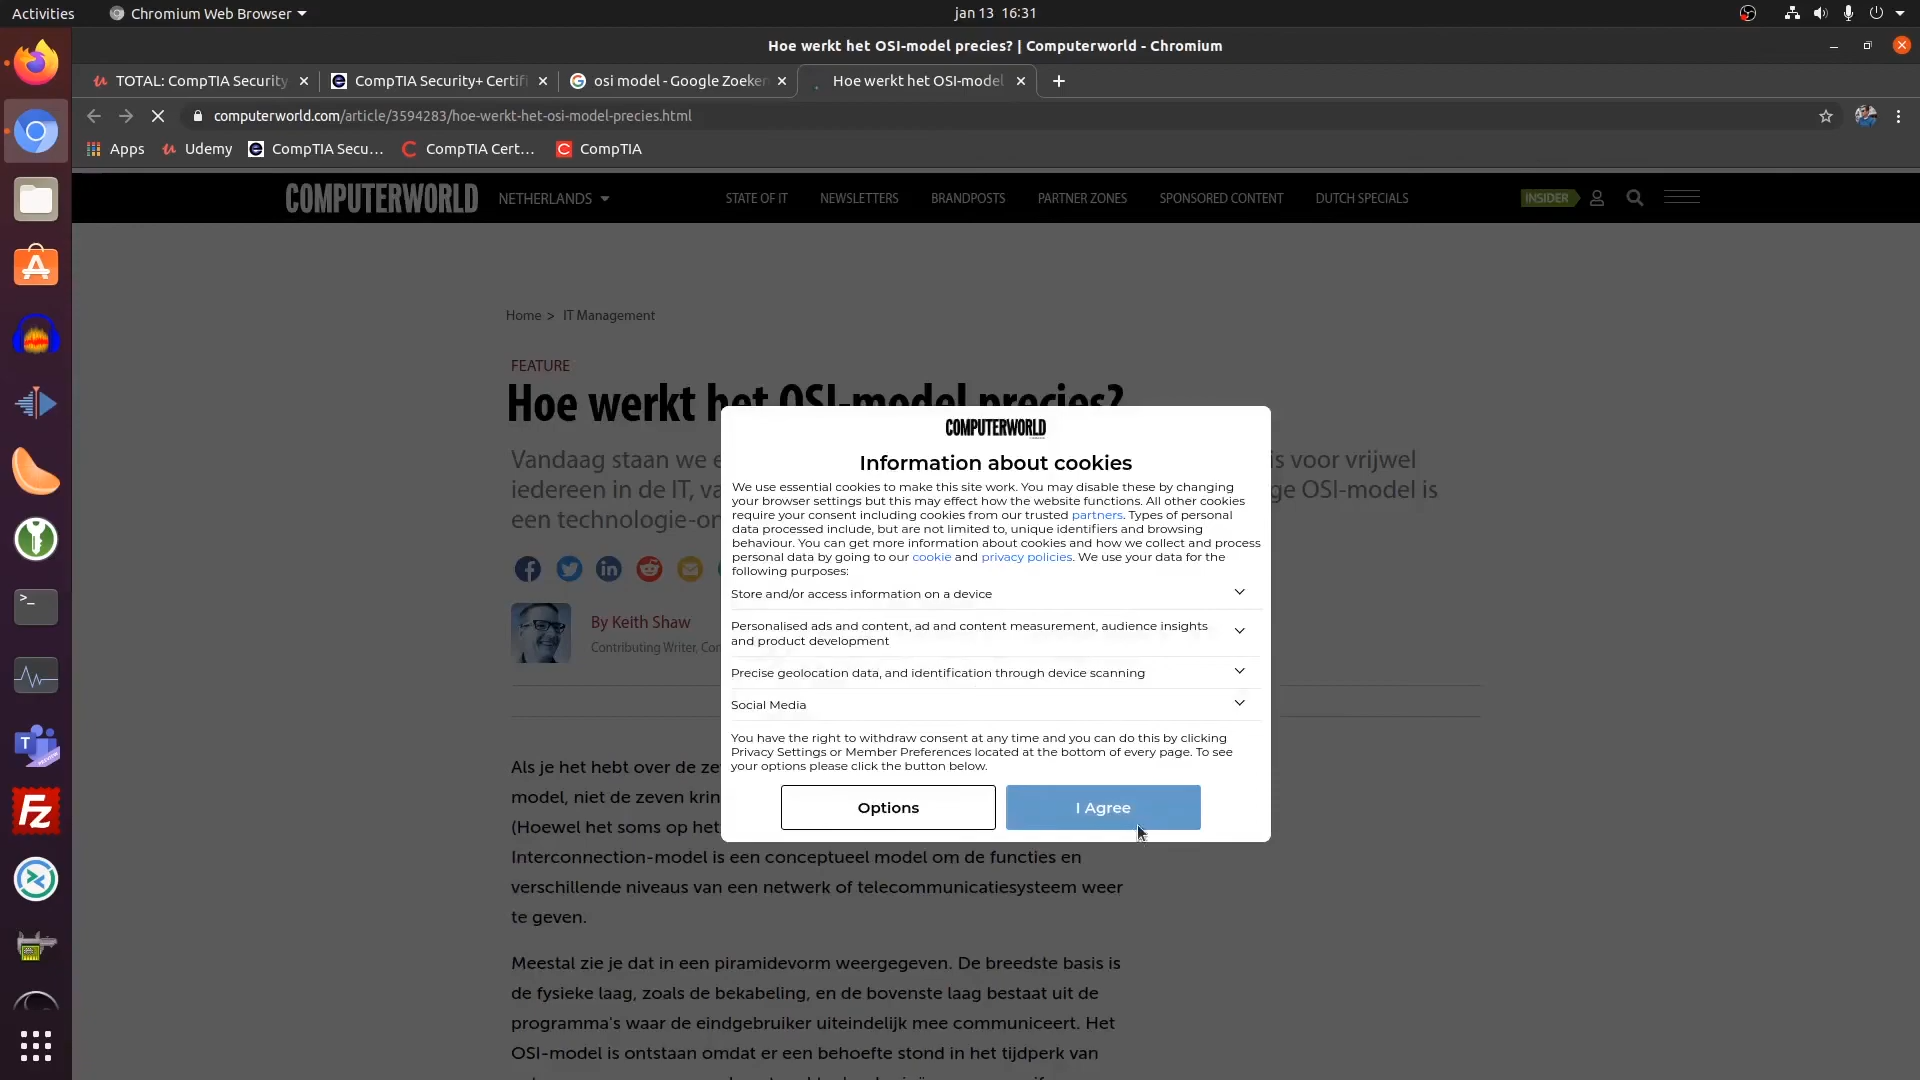 Activities
Chromium Web Browser
jan 13 16:31
Hoe werkt het OSI-model precies? | Computerworld - Chromium
TOTAL: CompTIA Security
CompTIA Security+ Certifi
osi model - Google Zoeken
Hoe werkt het OSI-model
computerworld.com/article/3594283/hoe-werkt-het-osi-model-precies.html
Apps
Udemy
CompTIA Secu...
CompTIA Cert...
CompTIA
COMPUTERWORLD
NETHERLANDS
STATE OF IT
NEWSLETTERS
BRANDPOSTS
PARTNER ZONES
SPONSORED CONTENT
DUTCH SPECIALS
INSIDER
Home > IT Management
FEATURE
Hoe werkt het OSI-model precies?
Vandaag staan we
is voor vrijwel
iedereen in de IT,
OSI-model is
een
By Keith Shaw
Contributing Writer,
COMPUTERWORLD
Information about cookies
We use essential cookies to make this site work. You may disable these by changing
your browser settings but this may effect how the website functions. All other cookies
require your consent including cookies from our trusted partners. Types of personal
data processed include, but are not limited to, unique identifiers and browsing
behaviour. You can get more information about cookies and how we collect and process
personal data by going to our cookie and privacy policies. We use your data for the
following purposes:
Store and/or access information on a device
Personalised ads and content, ad and content measurement, audience insights
and product development
Precise geolocation data, and identification through device scanning
Social Media
You have the right to withdraw consent at any time and you can do this by clicking
Privacy Settings or Member Preferences located at the bottom of every page. To see
your options please click the button below.
Options
I Agree
Als je het hebt over de
model, niet de zeven
(Hoewel het soms op het
Interconnection-model is een conceptueel model om de functies en
verschillende niveaus van een netwerk of telecommunicatiesysteem weer
te geven.
Meestal zie je dat in een piramidevorm weergegeven. De breedste basis is
de fysieke laag, zoals de bekabeling, en de bovenste laag bestaat uit de
programma's waar de eindgebruiker uiteindelijk mee communiceert. Het
OSI-model is ontstaan omdat er een behoefte stond in het tijdperk van